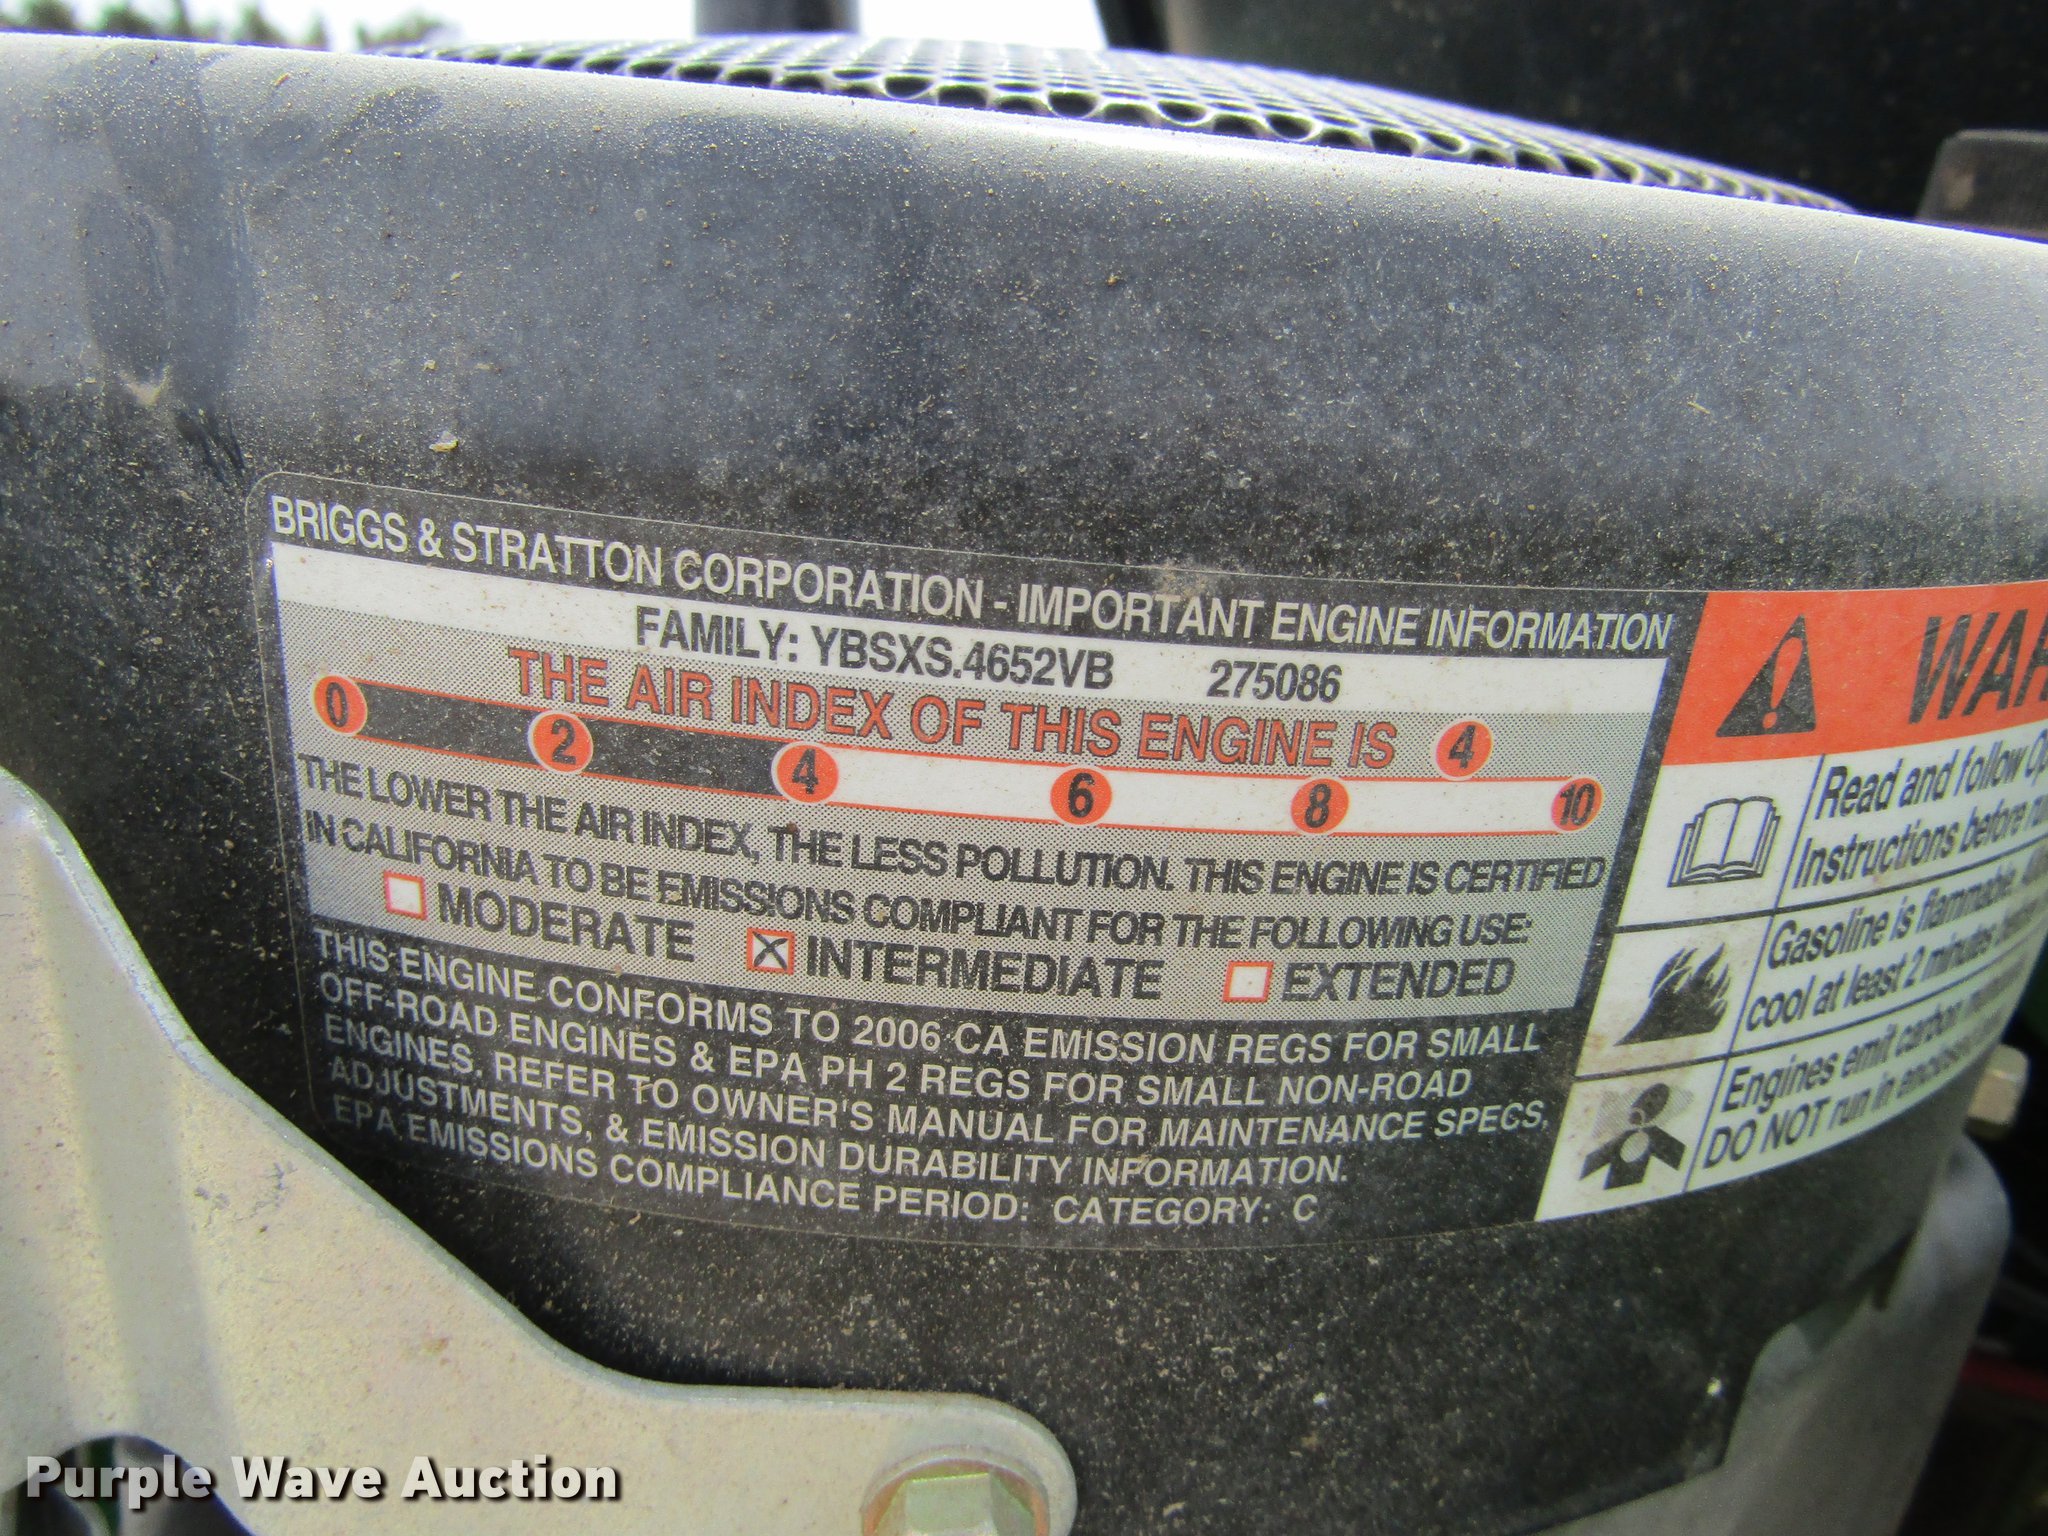 BRIGGS & STRATTON CORPORATION - IMPORTANT ENGINE INFORMATION
FAMILY: YBSXS.4652VB 275086
THE AIR INDEX OF THIS ENGINE IS 4
0 2 4 6 8 10
THE LOWER THE AIR INDEX, THE LESS POLLUTION. THIS ENGINE IS CERTIFIED
IN CALIFORNIA TO BE EMISSIONS COMPLIANT FOR THE FOLLOWING USE:
MODERATE INTERMEDIATE EXTENDED
THIS ENGINE CONFORMS TO 2006 CA EMISSION REGS FOR SMALL
OFF-ROAD ENGINES & EPA PH 2 REGS FOR SMALL NON-ROAD
ENGINES. REFER TO OWNER'S MANUAL FOR MAINTENANCE SPECS,
ADJUSTMENTS, & EMISSION DURABILITY INFORMATION.
EPA EMISSIONS COMPLIANCE PERIOD: CATEGORY: C
WAR
Read and follow Op
Instructions before
Gasoline is flammable.
cool at least 2 minutes
Engines emit carbon
DO NOT run in
Purple Wave Auction